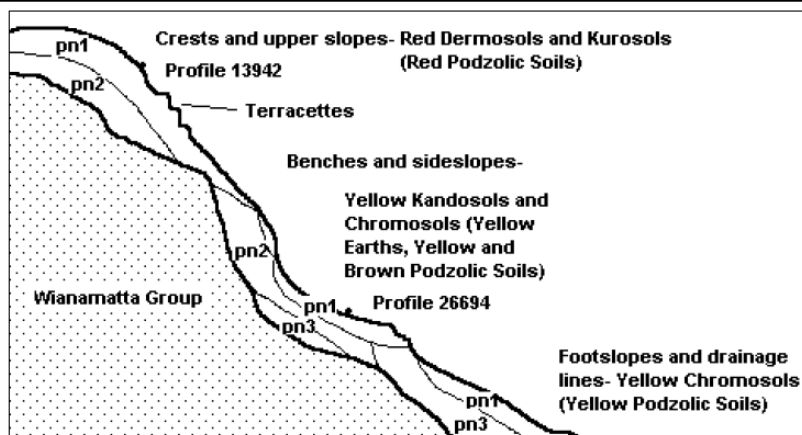 pn1
Crests and upper slopes- Red Dermosols and Kurosols
(Red Podzolic Soils)
Profile 13942
pn2
Terracettes
Benches and sideslopes-
Yellow Kandosols and
Chromosols (Yellow
Earths, Yellow and
Brown Podzolic Soils)
pn2
Wianamatta Group
pn1
Profile 26694
pn3
Footslopes and drainage
lines- Yellow Chromosols
(Yellow Podzolic Soils)
pn1
pn3